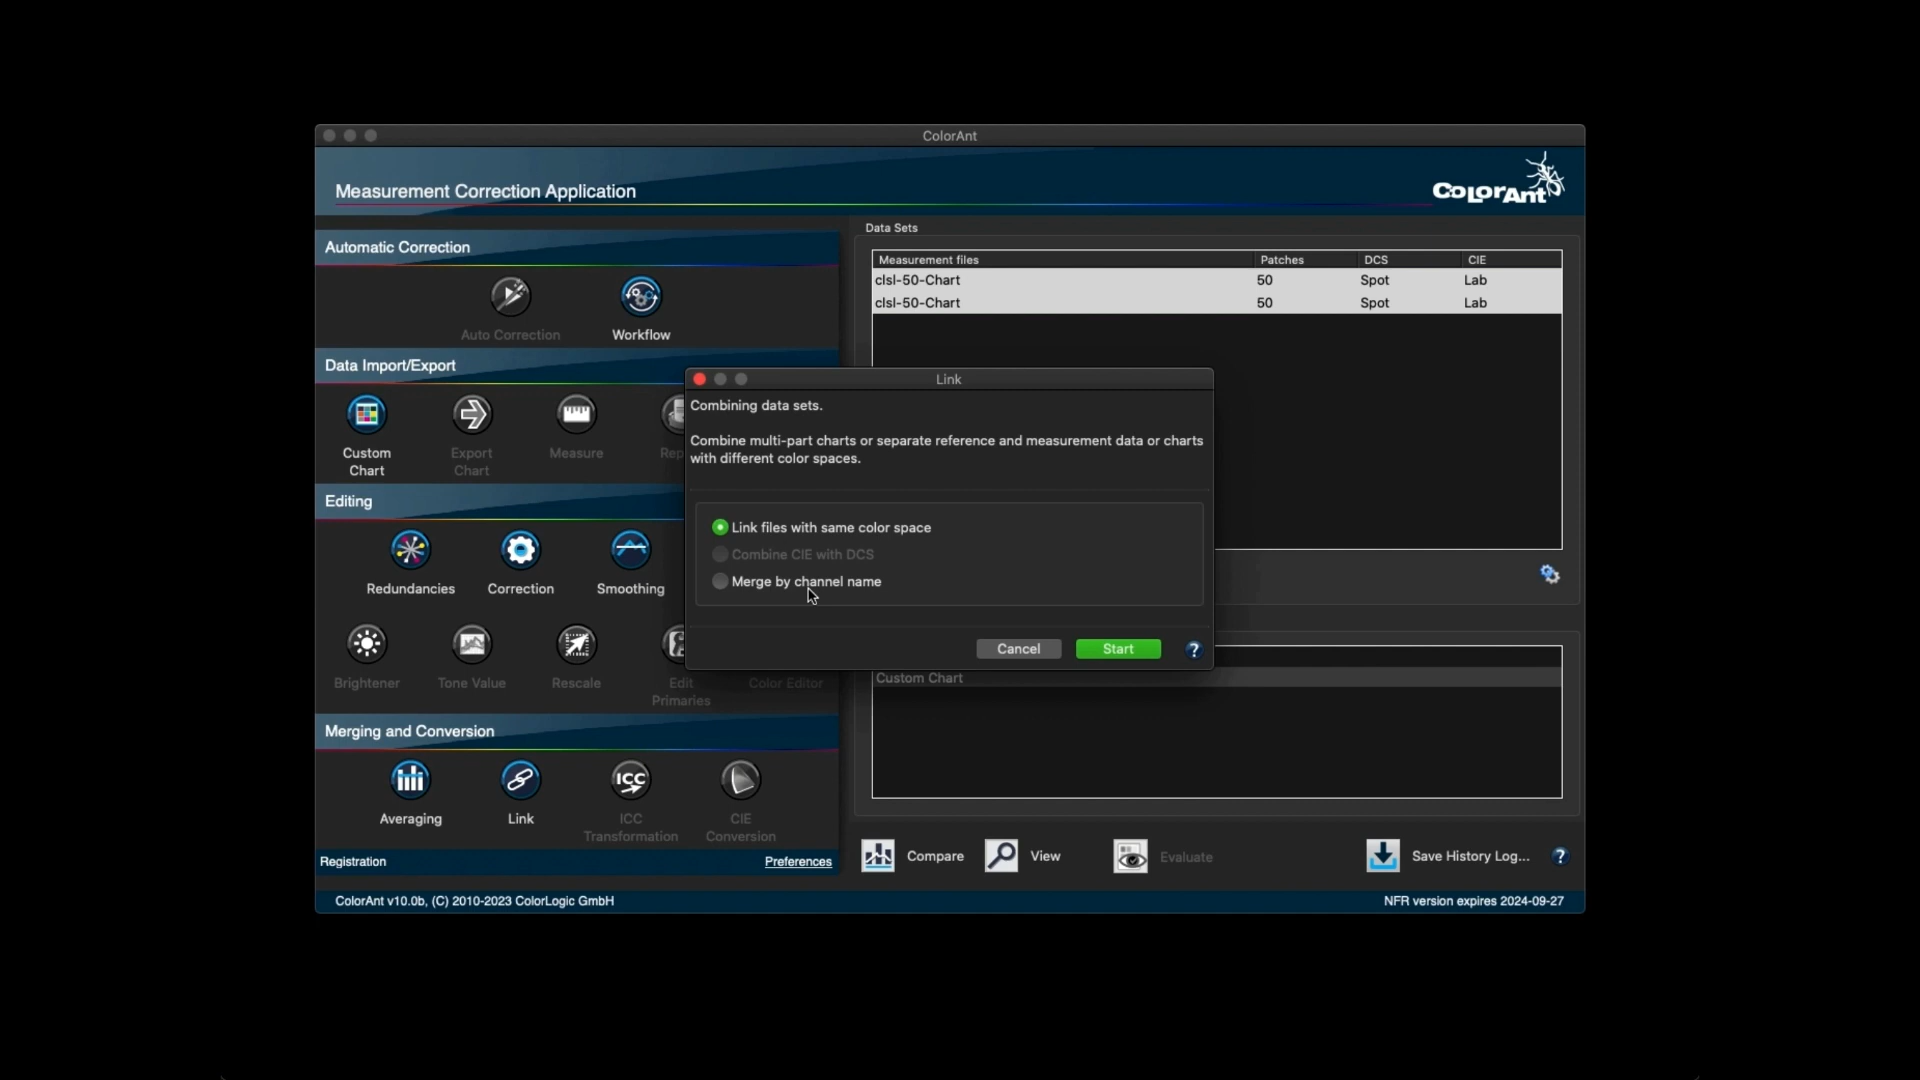 ColorAnt
Measurement Correction Application
ColorAnt
Automatic Correction
Auto Correction
Workflow
Data Import/Export
Custom
Chart
Export
Chart
Measure
Editing
Redundancies
Correction
Smoothing
Brightener
Tone Value
Rescale
Edit
Primaries
Color Editor
Merging and Conversion
Averaging
Link
ICC
ICC
Transformation
CIE
Conversion
Registration
Preferences
Data Sets
Measurement files Patches DCS CIE
clsl-50-Chart 50 Spot Lab
clsl-50-Chart 50 Spot Lab
Link
Combining data sets.
Combine multi-part charts or separate reference and measurement data or charts
with different color spaces.
Link files with same color space
Combine CIE with DCS
Merge by channel name
Cancel
Start
?
Custom Chart
Compare
View
Evaluate
Save History Log...
?
ColorAnt v10.0b, (C) 2010-2023 ColorLogic GmbH
NFR version expires 2024-09-27